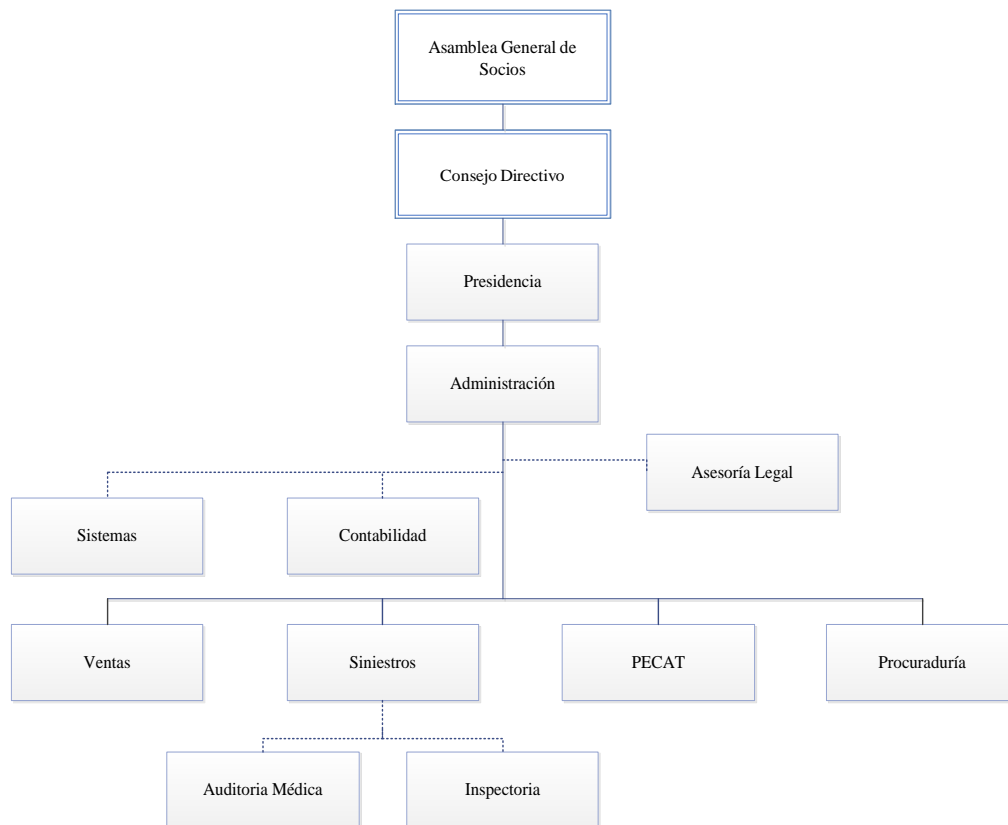 Asamblea General de
Socios
Consejo Directivo
Presidencia
Administración
Asesoría Legal
Sistemas
Contabilidad
Ventas
Siniestros
PECAT
Procuraduría
Auditoria Médica
Inspectoria